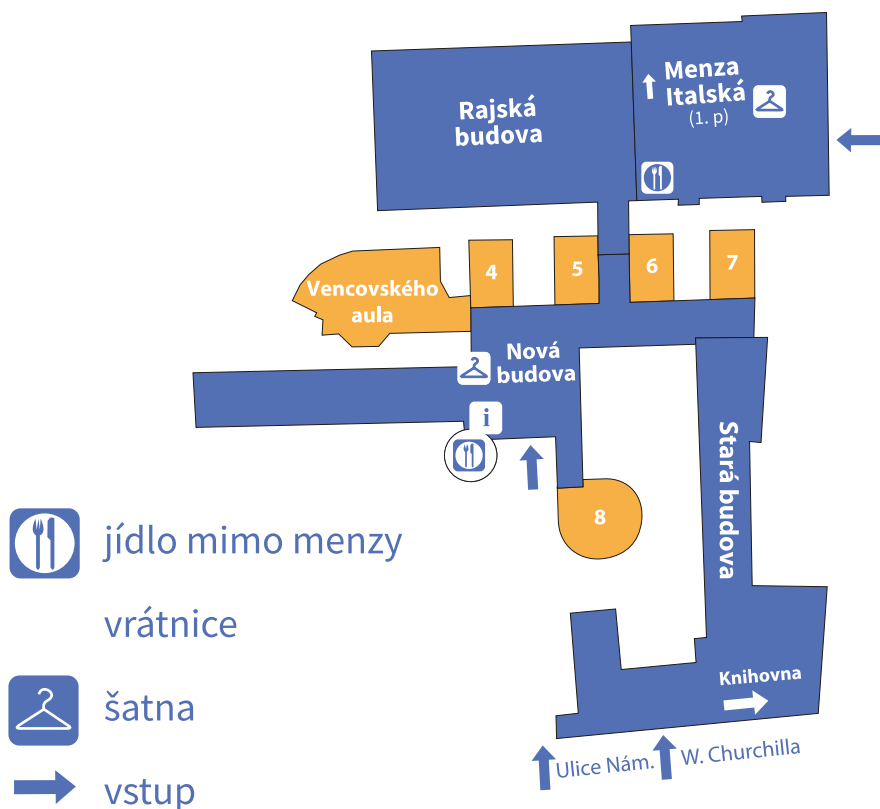 Menza
Italská
(1. p)
Rajská
budova
4
5
6
7
Vencovského
aula
Nová
budova
i
Stará budova
8
jídlo mimo menzy
vrátnice
šatna
vstup
Knihovna
Ulice Nám. W. Churchilla